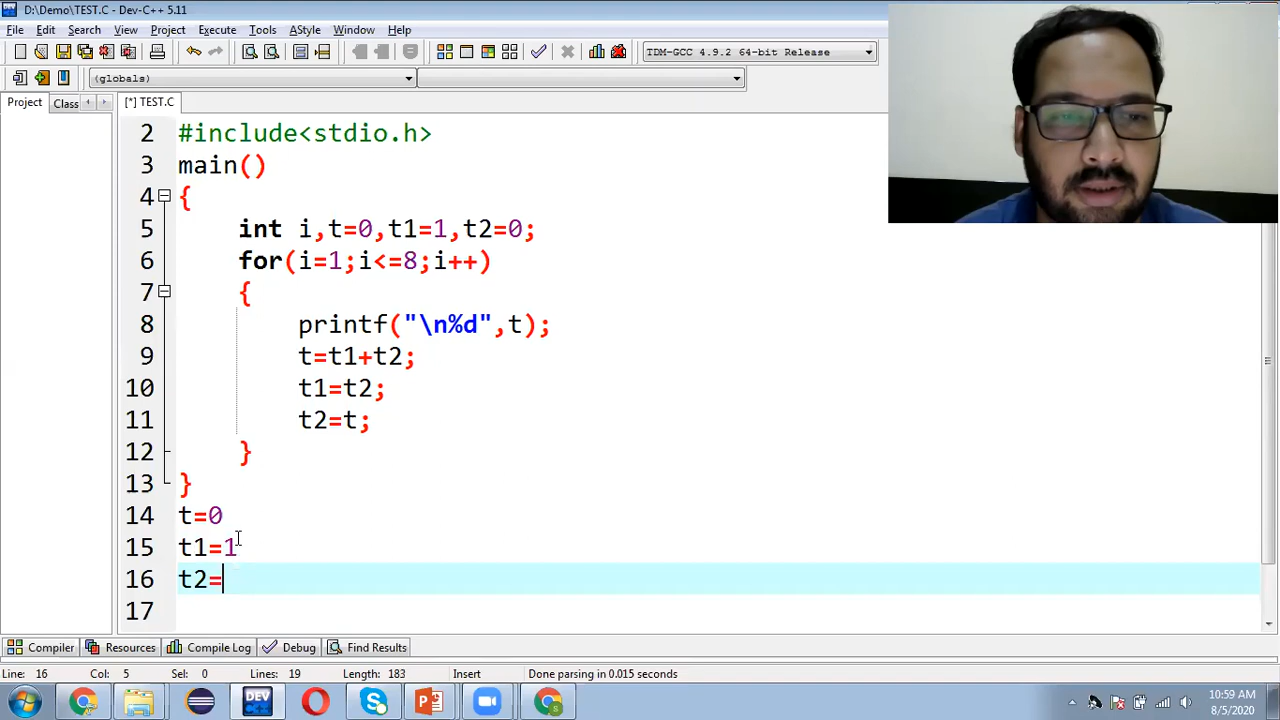 D:\Demo\TEST.C - Dev-C++ 5.11
File Edit Search View Project Execute Tools AStyle Window Help
TDM-GCC 4.9.2 64-bit Release
(globals)
Project Class [*] TEST.C
2 #include<stdio.h>
3 main()
4 {
5 int i,t=0,t1=1,t2=0;
6 for(i=1;i<=8;i++)
7 {
8 printf("\n%d",t);
9 t=t1+t2;
10 t1=t2;
11 t2=t;
12 }
13 }
14 t=0
15 t1=1
16 t2=
17
Compiler Resources Compile Log Debug Find Results
Line: 16 Col: 5 Sel: 0 Lines: 19 Length: 183 Insert Done parsing in 0.015 seconds
DEV C++
10:59 AM
8/5/2020